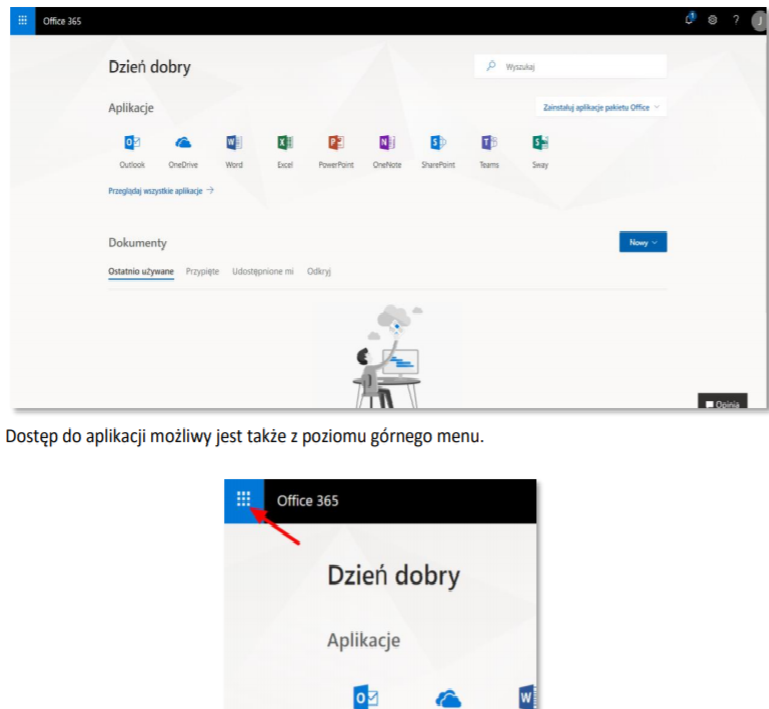 Office 365
1
?
J
Dzień dobry
Wyszukaj
Aplikacje
Zainstaluj aplikacje pakietu Office
Outlook OneDrive Word Excel PowerPoint OneNote SharePoint Teams Sway
Przeglądaj wszystkie aplikacje →
Dokumenty
Nowy
Ostatnio używane Przypięte Udostępnione mi Odkryj
Opinia
Dostęp do aplikacji możliwy jest także z poziomu górnego menu.
Office 365
Dzień dobry
Aplikacje